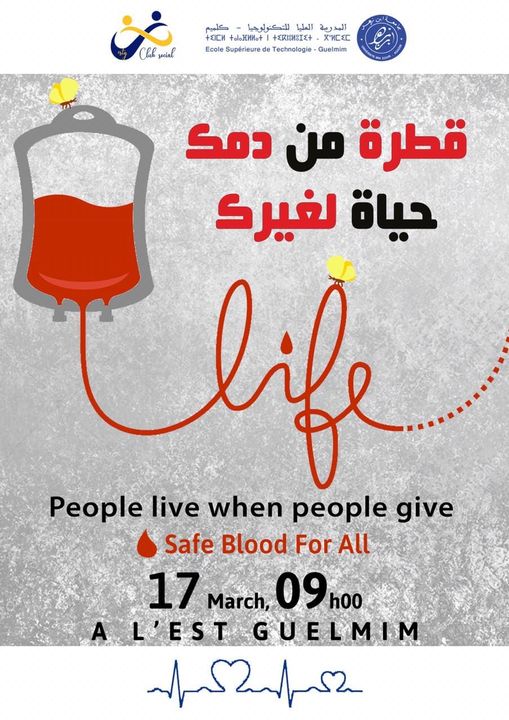 Club social
المدرسة العليا للتكنولوجيا - كلميم
Ecole Supérieure de Technologie - Guelmim
قطرة من دمك
حياة لغيرك
life
People live when people give
Safe Blood For All
17 March, 09h00
A L’EST GUELMIM